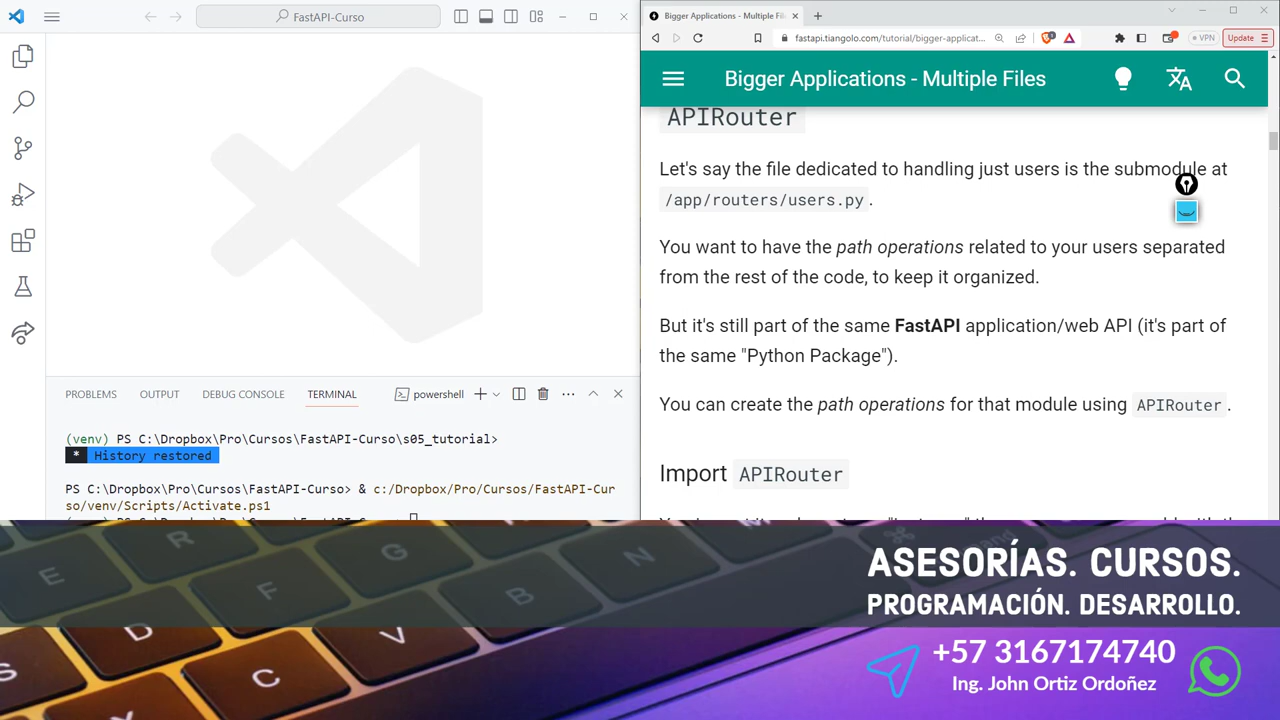 FastAPI-Curso
Bigger Applications - Multiple Files
fastapi.tiangolo.com/tutorial/bigger-applicat...
VPN
Update
Bigger Applications - Multiple Files
APIRouter
Let's say the file dedicated to handling just users is the submodule at
/app/routers/users.py .
You want to have the path operations related to your users separated
from the rest of the code, to keep it organized.
But it's still part of the same FastAPI application/web API (it's part of
the same "Python Package").
You can create the path operations for that module using APIRouter .
Import APIRouter
PROBLEMS OUTPUT DEBUG CONSOLE TERMINAL powershell
(venv) PS C:\Dropbox\Pro\Cursos\FastAPI-Curso\s05_tutorial>
* History restored
PS C:\Dropbox\Pro\Cursos\FastAPI-Curso> & c:/Dropbox/Pro/Cursos/FastAPI-Cur
so/venv/Scripts/Activate.ps1
ASESORÍAS. CURSOS.
PROGRAMACIÓN. DESARROLLO.
+57 3167174740
Ing. John Ortiz Ordoñez